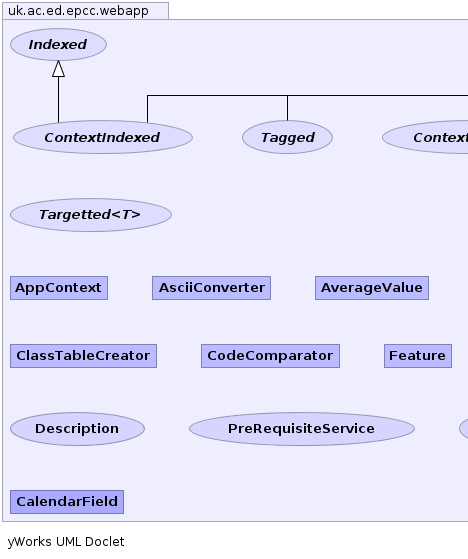 uk.ac.ed.epcc.webapp
Indexed
ContextIndexed Tagged Context
Targetted<T>
AppContext AsciiConverter AverageValue
ClassTableCreator CodeComparator Feature
Description PreRequisiteService
CalendarField
yWorks UML Doclet